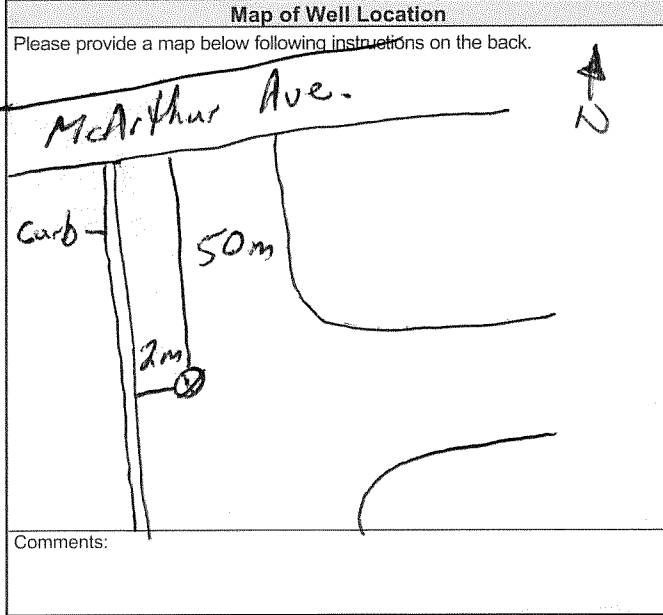 Map of Well Location
Please provide a map below following instructions on the back.
McArthur Ave.
N
Curb
50m
2m
Comments: